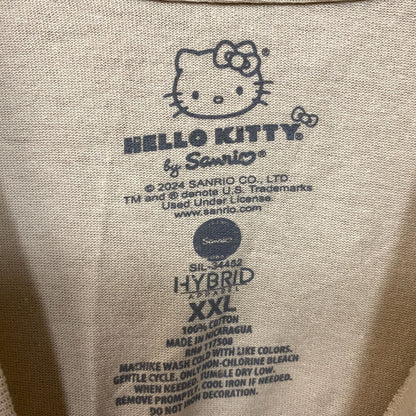 HELLO KITTY®
by Sanrio®
© 2024 SANRIO CO., LTD.
TM and ® denote U.S. Trademarks
Used Under License.
www.sanrio.com
Sanrio
SIL-34452
HYBRID
APPAREL
XXL
100% COTTON
MADE IN NICARAGUA
RN# 117508
MACHINE WASH COLD WITH LIKE COLORS.
GENTLE CYCLE. ONLY NON-CHLORINE BLEACH
WHEN NEEDED. TUMBLE DRY LOW.
REMOVE PROMPTLY. COOL IRON IF NEEDED.
DO NOT IRON DECORATION.